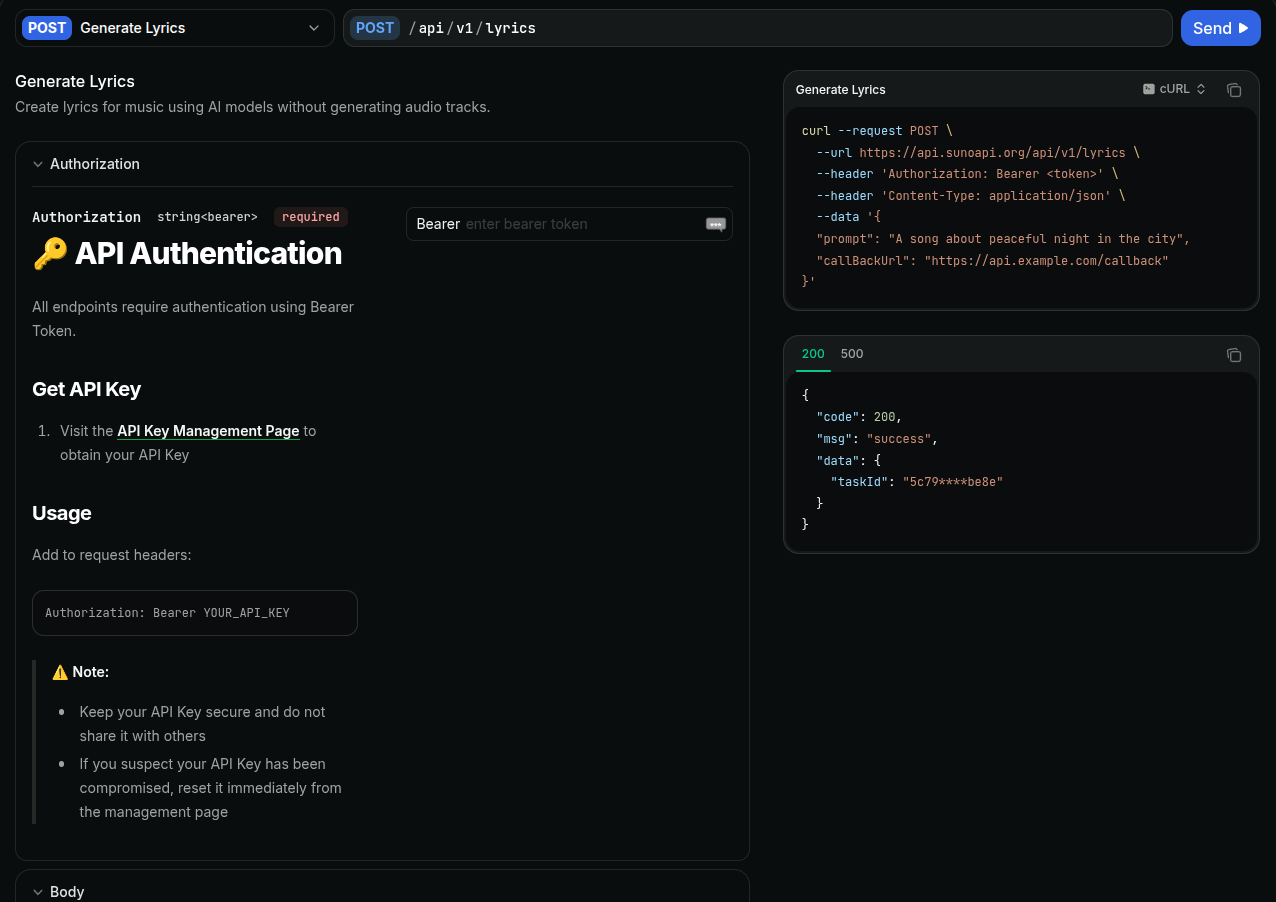 POST Generate Lyrics
POST /api/v1/lyrics
Send
Generate Lyrics
Create lyrics for music using AI models without generating audio tracks.
Authorization
Authorization string<bearer> required
Bearer enter bearer token
🔑 API Authentication
All endpoints require authentication using Bearer
Token.
Get API Key
1. Visit the API Key Management Page to
obtain your API Key
Usage
Add to request headers:
Authorization: Bearer YOUR_API_KEY
⚠️ Note:
• Keep your API Key secure and do not
share it with others
• If you suspect your API Key has been
compromised, reset it immediately from
the management page
Body
Generate Lyrics
cURL
curl --request POST \
--url https://api.sunoapi.org/api/v1/lyrics \
--header 'Authorization: Bearer <token>' \
--header 'Content-Type: application/json' \
--data '{
"prompt": "A song about peaceful night in the city",
"callBackUrl": "https://api.example.com/callback"
}'
200 500
{
"code": 200,
"msg": "success",
"data": {
"taskId": "5c79****be8e"
}
}